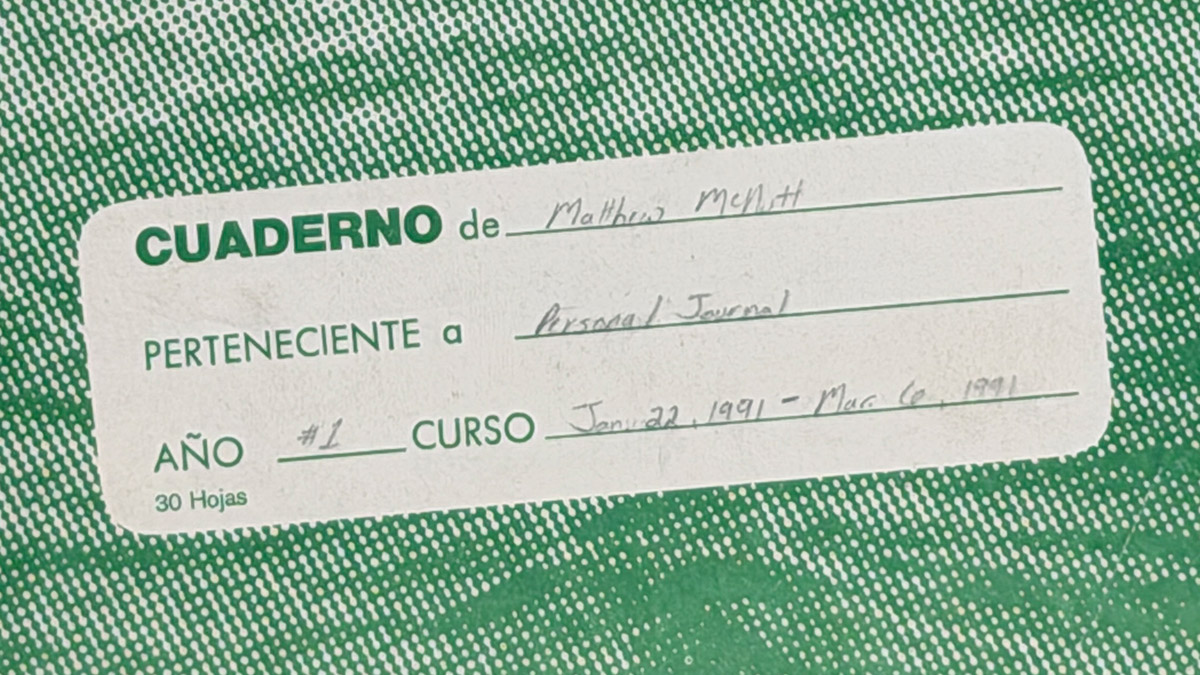 CUADERNO de Matthew McNutt
PERTENECIENTE a Personal Journal
AÑO #1 CURSO Jan. 22, 1991 - Mar. 6, 1991
30 Hojas